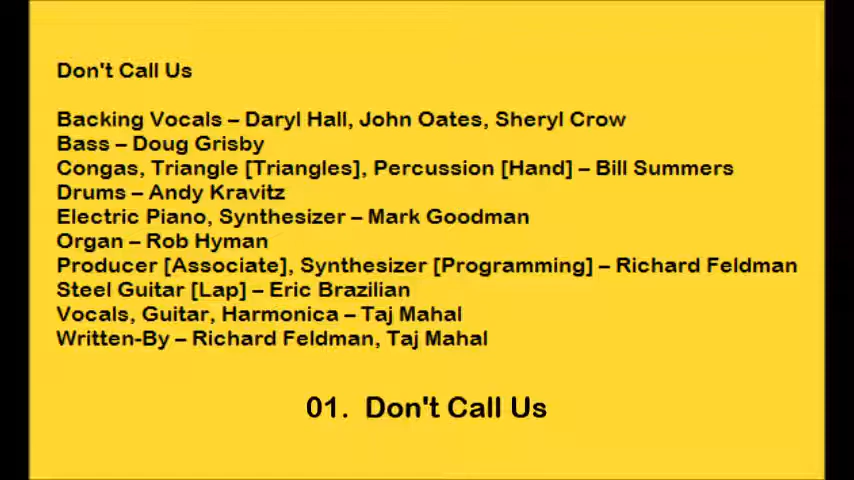 Don't Call Us
Backing Vocals – Daryl Hall, John Oates, Sheryl Crow
Bass – Doug Grisby
Congas, Triangle [Triangles], Percussion [Hand] – Bill Summers
Drums – Andy Kravitz
Electric Piano, Synthesizer – Mark Goodman
Organ – Rob Hyman
Producer [Associate], Synthesizer [Programming] – Richard Feldman
Steel Guitar [Lap] – Eric Brazilian
Vocals, Guitar, Harmonica – Taj Mahal
Written-By – Richard Feldman, Taj Mahal
01. Don't Call Us